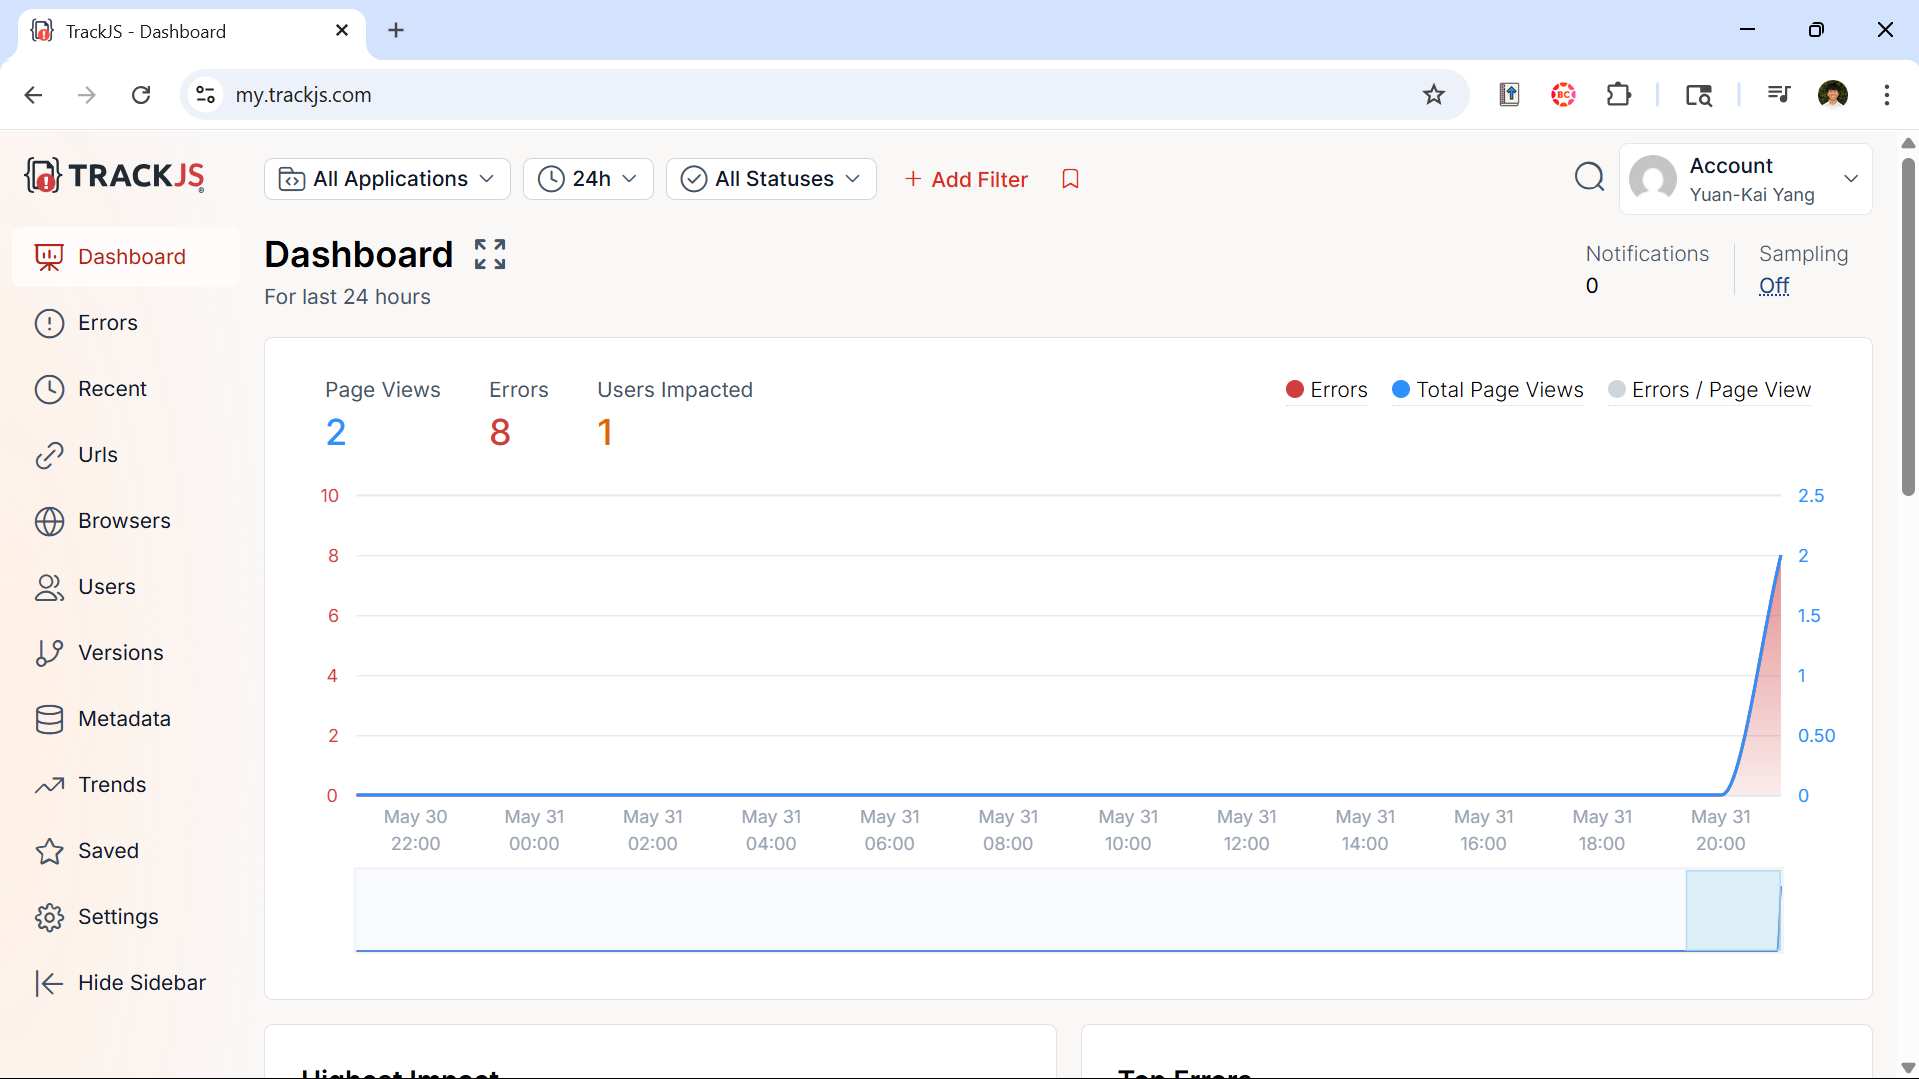 TrackJS - Dashboard
my.trackjs.com
BC
TRACKJS
All Applications
24h
All Statuses
+ Add Filter
Account
Yuan-Kai Yang
Dashboard
Errors
Recent
Urls
Browsers
Users
Versions
Metadata
Trends
Saved
Settings
Hide Sidebar
Dashboard
For last 24 hours
Notifications
0
Sampling
Off
Page Views
2
Errors
8
Users Impacted
1
Errors
Total Page Views
Errors / Page View
10
8
6
4
2
0
2.5
2
1.5
1
0.50
0
May 30 22:00
May 31 00:00
May 31 02:00
May 31 04:00
May 31 06:00
May 31 08:00
May 31 10:00
May 31 12:00
May 31 14:00
May 31 16:00
May 31 18:00
May 31 20:00
Highest Impact
Top Errors